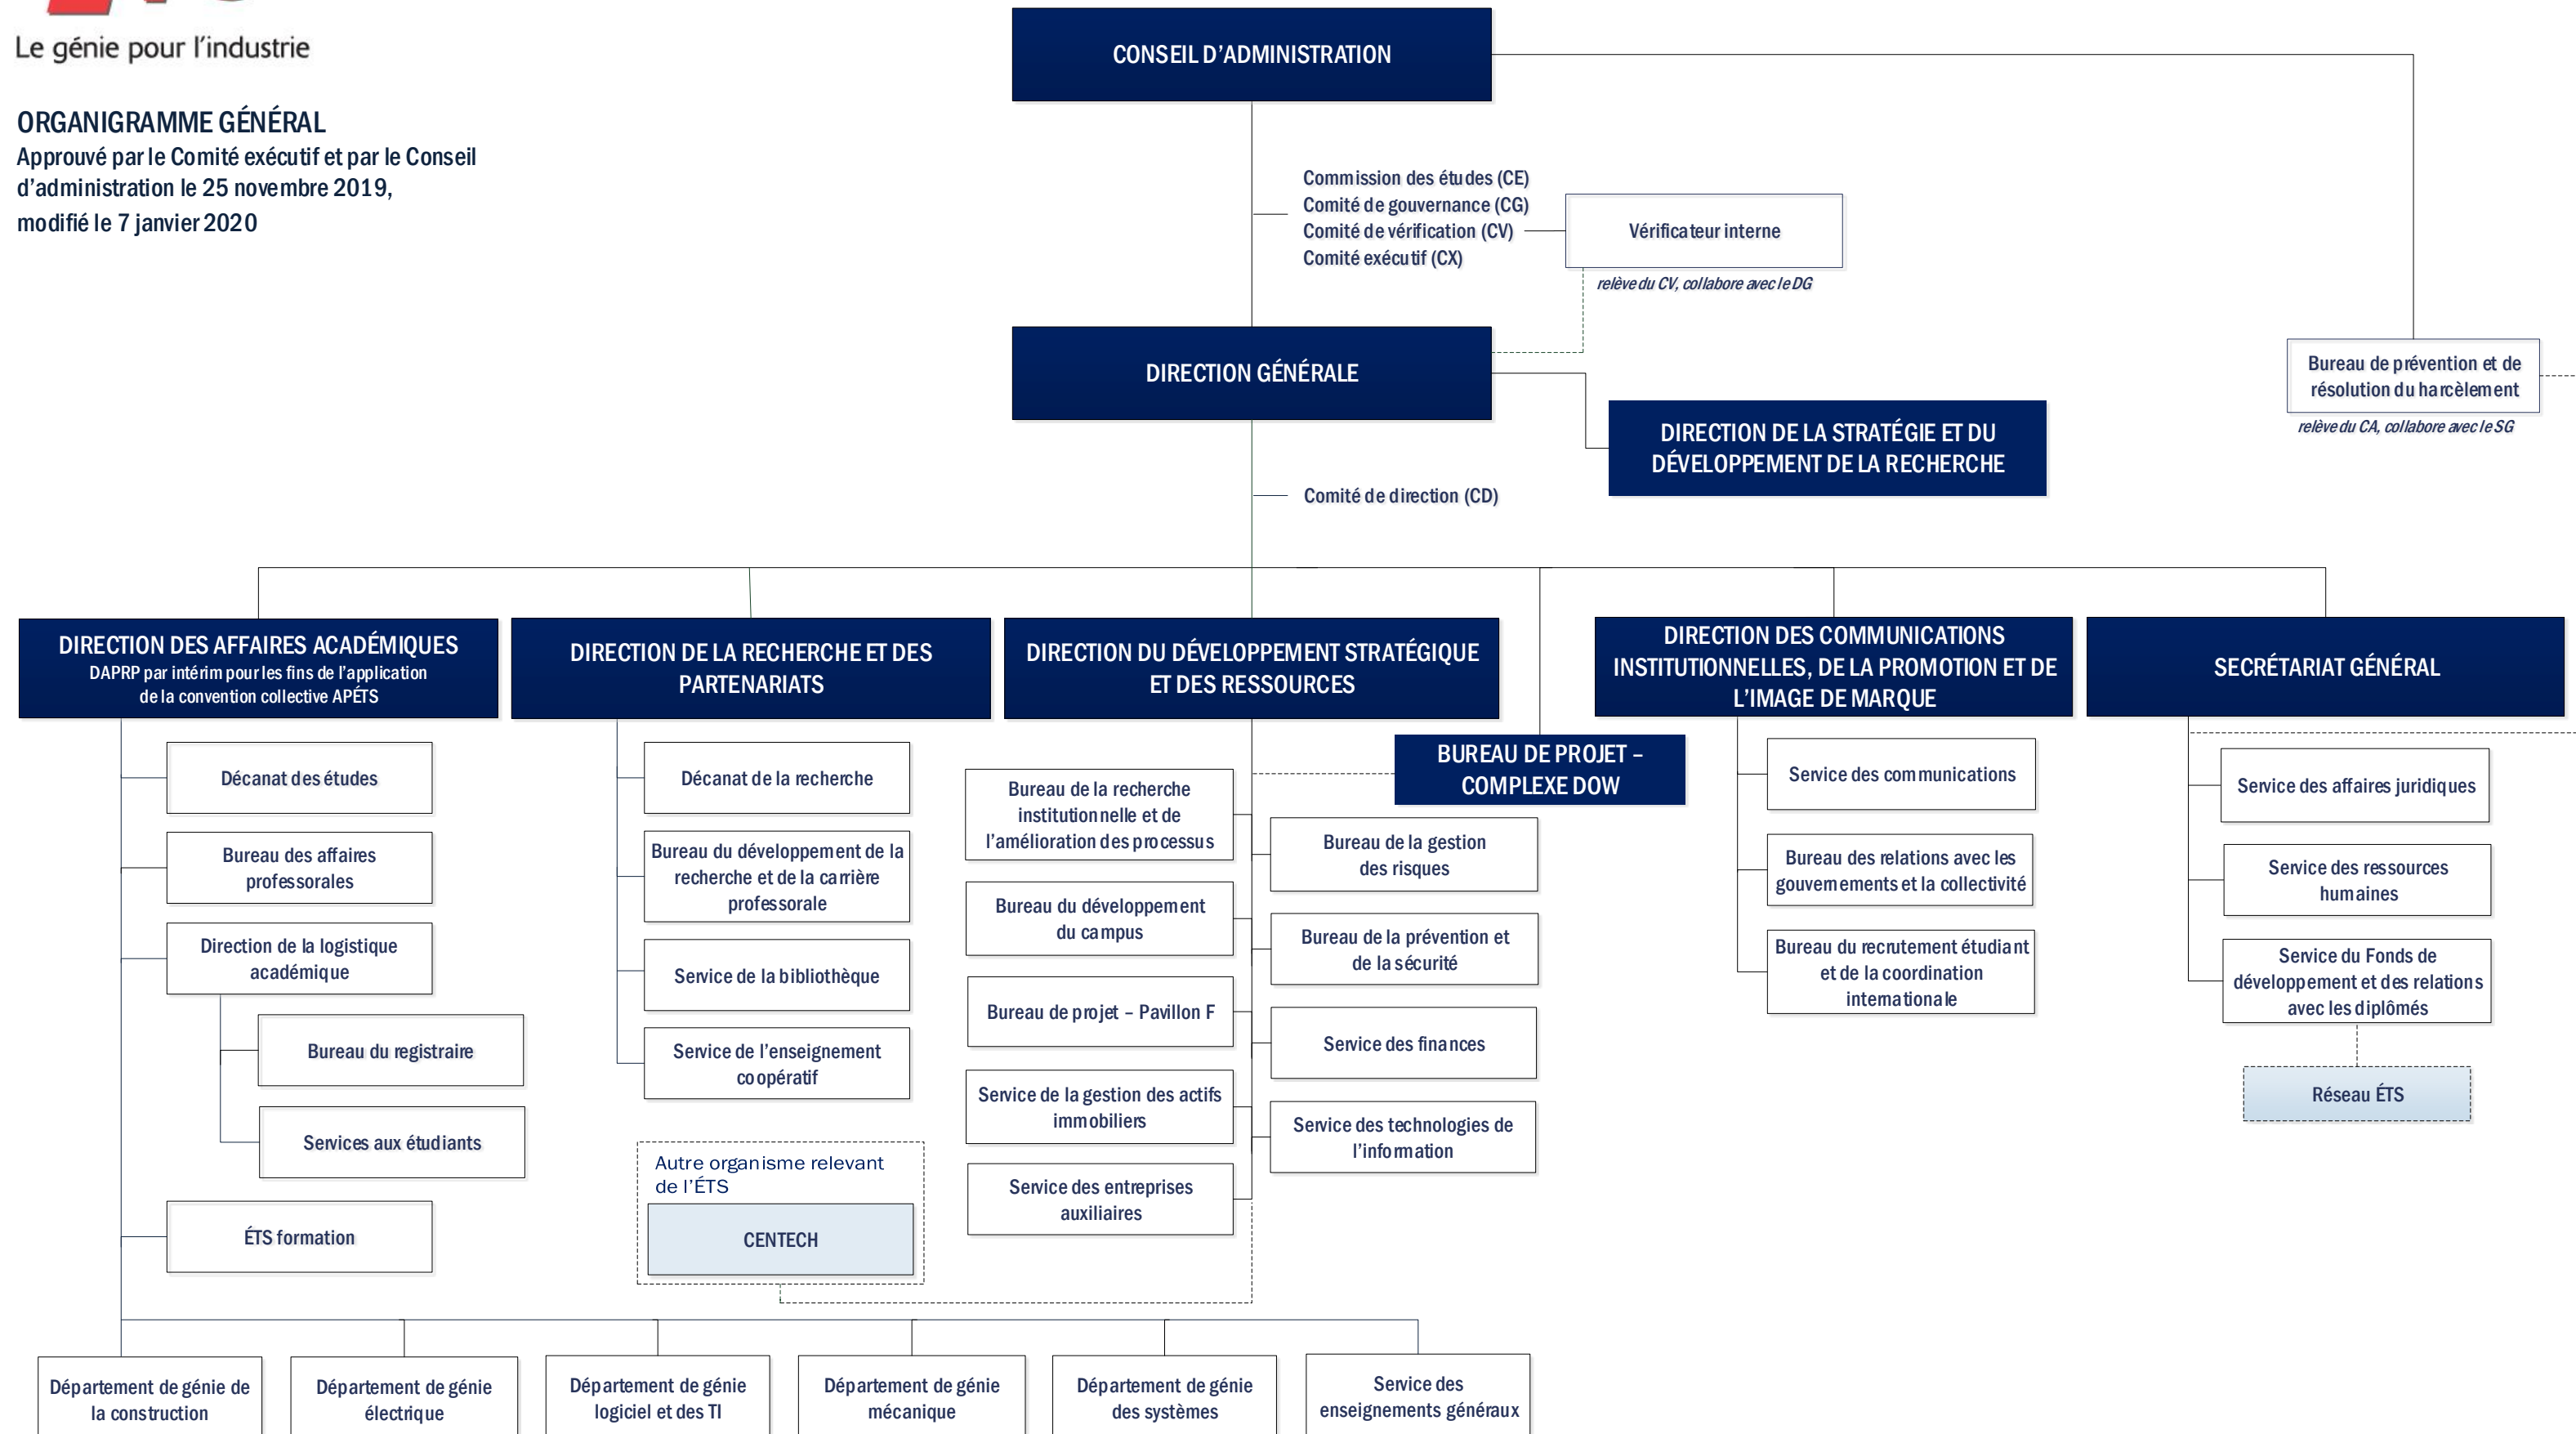 Le génie pour l'industrie
ORGANIGRAMME GÉNÉRAL
Approuvé par le Comité exécutif et par le Conseil
d'administration le 25 novembre 2019,
modifié le 7 janvier 2020
CONSEIL D'ADMINISTRATION
Commission des études (CE)
Comité de gouvernance (CG)
Comité de vérification (CV)
Comité exécutif (CX)
Vérificateur interne
relève du CV, collabore avec le DG
DIRECTION GÉNÉRALE
Bureau de prévention et de
résolution du harcèlement
relève du CA, collabore avec le SG
DIRECTION DE LA STRATÉGIE ET DU
DÉVELOPPEMENT DE LA RECHERCHE
Comité de direction (CD)
DIRECTION DES AFFAIRES ACADÉMIQUES
DAPRP par intérim pour les fins de l'application
de la convention collective APÉTS
Décanat des études
Bureau des affaires
professorales
Direction de la logistique
académique
Bureau du registraire
Services aux étudiants
ÉTS formation
DIRECTION DE LA RECHERCHE ET DES
PARTENARIATS
Décanat de la recherche
Bureau du développement de la
recherche et de la carrière
professorale
Service de la bibliothèque
Service de l'enseignement
coopératif
Autre organisme relevant
de l'ÉTS
CENTECH
DIRECTION DU DÉVELOPPEMENT STRATÉGIQUE
ET DES RESSOURCES
BUREAU DE PROJET –
COMPLEXE DOW
Bureau de la recherche
institutionnelle et de
l'amélioration des processus
Bureau du développement
du campus
Bureau de projet – Pavillon F
Service de la gestion des actifs
immobiliers
Service des entreprises
auxiliaires
Bureau de la gestion
des risques
Bureau de la prévention et
de la sécurité
Service des finances
Service des technologies de
l'information
DIRECTION DES COMMUNICATIONS
INSTITUTIONNELLES, DE LA PROMOTION ET DE
L'IMAGE DE MARQUE
Service des communications
Bureau des relations avec les
gouvernements et la collectivité
Bureau du recrutement étudiant
et de la coordination
internationale
SECRÉTARIAT GÉNÉRAL
Service des affaires juridiques
Service des ressources
humaines
Service du Fonds de
développement et des relations
avec les diplômés
Réseau ÉTS
Département de génie de
la construction
Département de génie
électrique
Département de génie
logiciel et des TI
Département de génie
mécanique
Département de génie
des systèmes
Service des
enseignements généraux